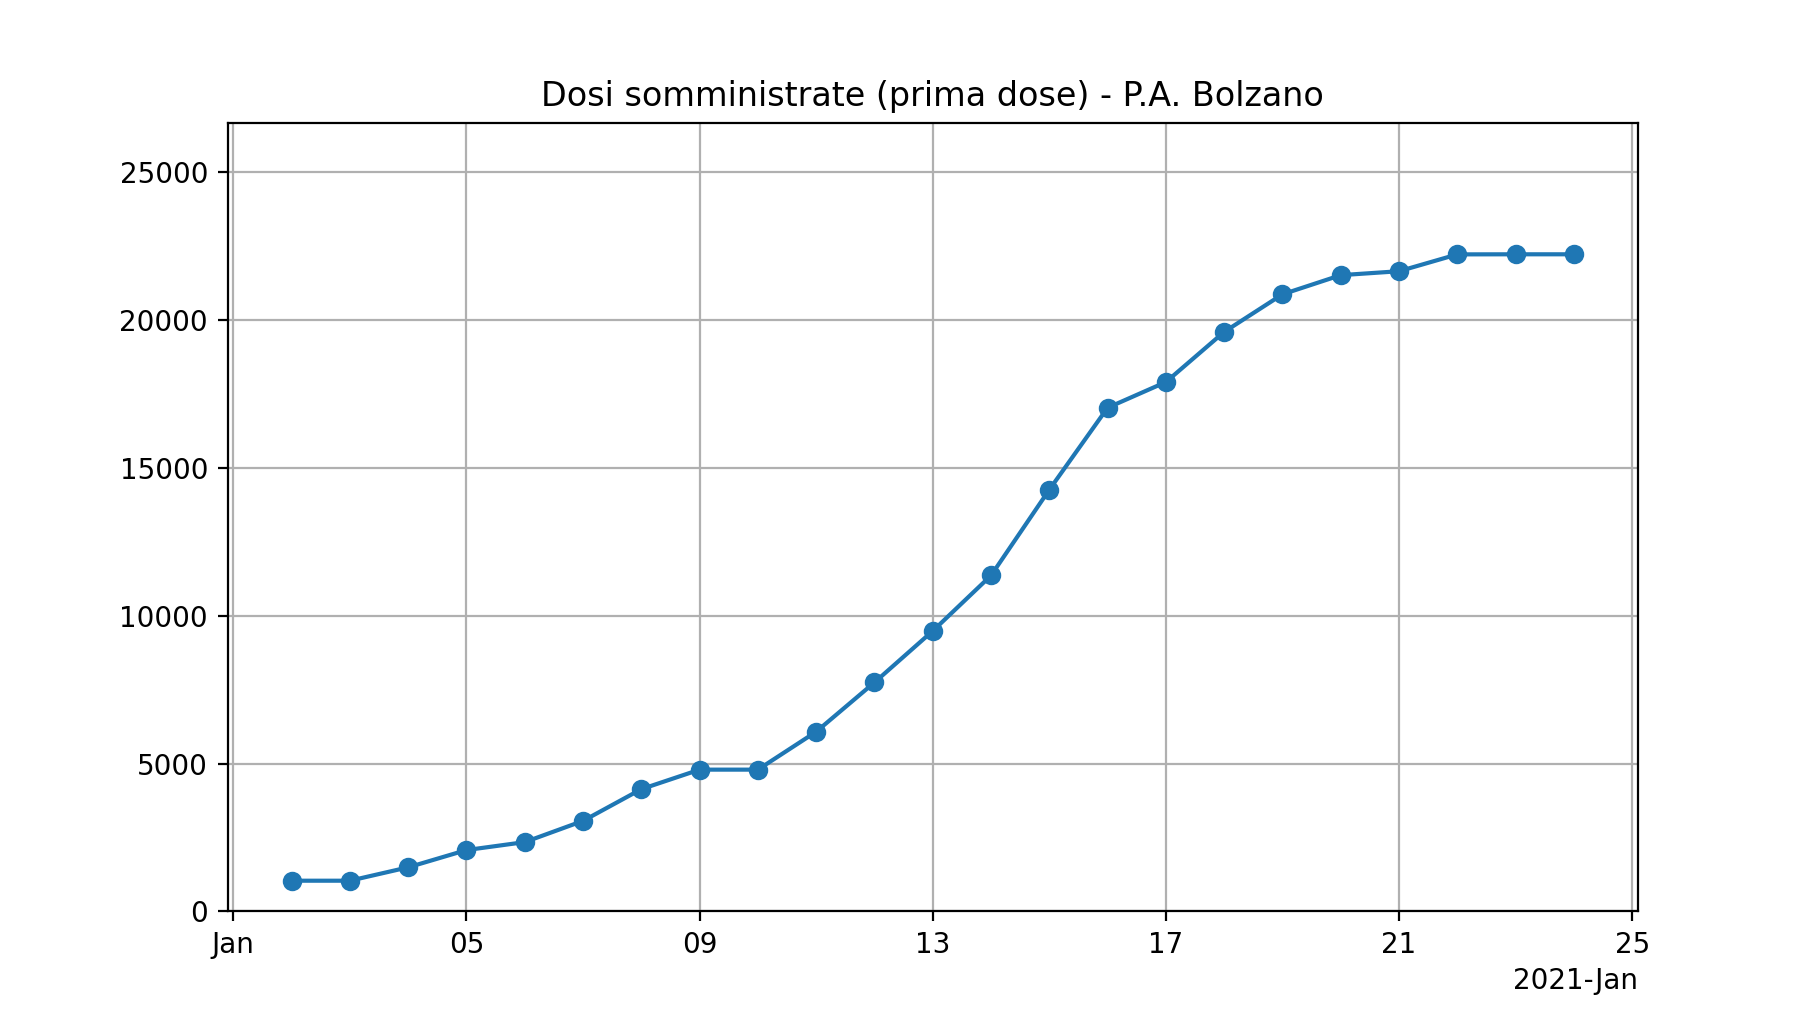 Dosi somministrate (prima dose) - P.A. Bolzano
25000
20000
15000
10000
5000
0
Jan 05 09 13 17 21 25
2021-Jan